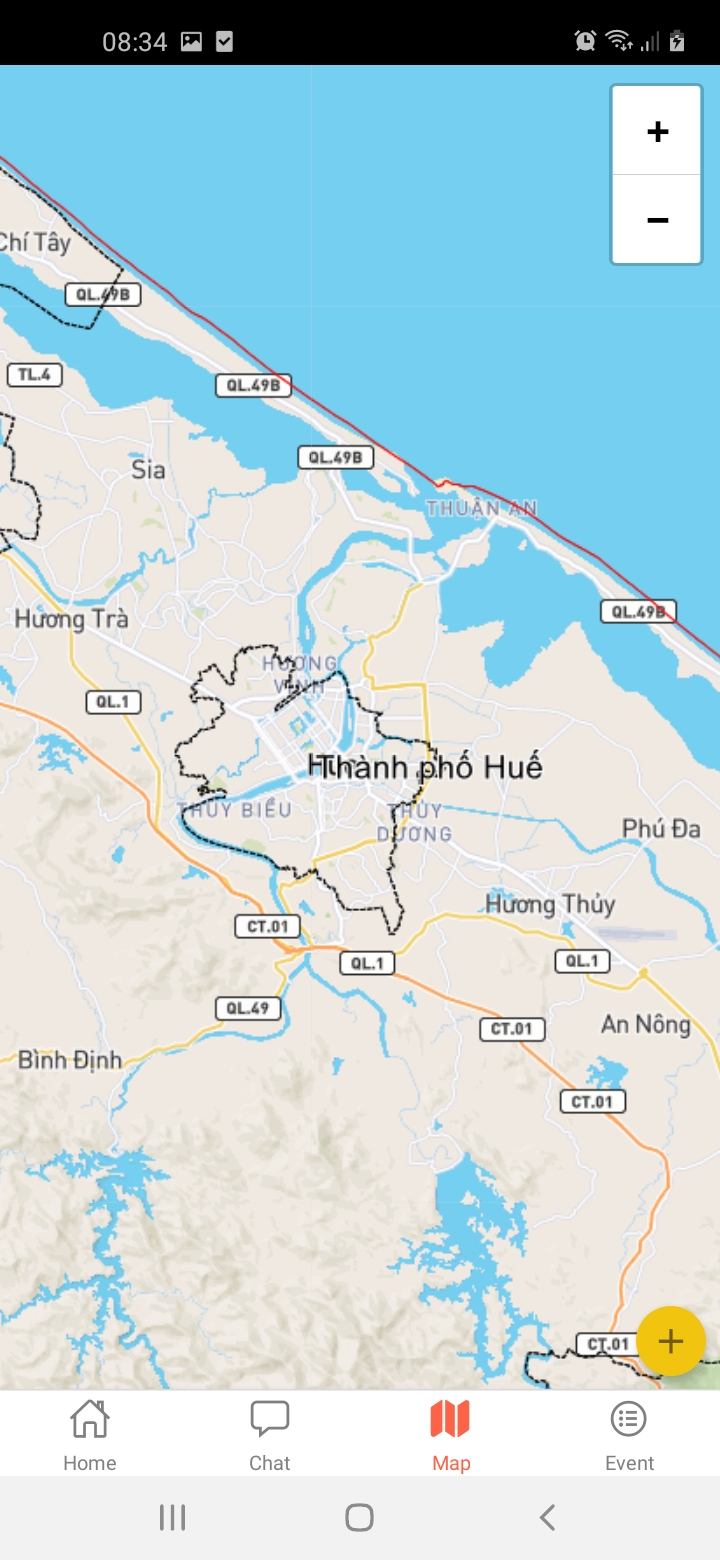 08:34
+
−
Chí Tây
QL.49B
TL.4
QL.49B
QL.49B
Sia
THUẬN AN
QL.49B
Hương Trà
HƯƠNG
VINH
QL.1
Thành phố Huế
THỦY BIỀU
THỦY
DƯƠNG
Phú Đa
Hương Thủy
CT.01
QL.1
QL.1
QL.49
CT.01
An Nông
Bình Định
CT.01
CT.01
+
Home
Chat
Map
Event